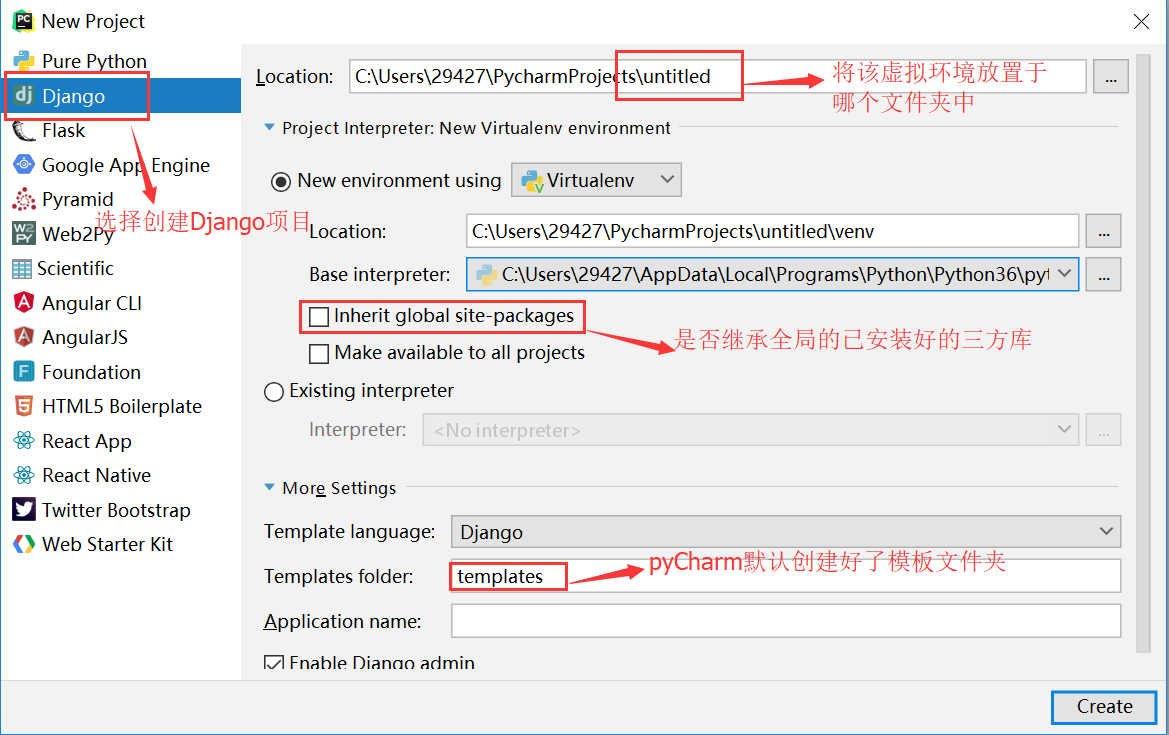 New Project
Pure Python
Django
Flask
Google App Engine
Pyramid
选择创建Django项目
Web2Py
Scientific
Angular CLI
AngularJS
Foundation
HTML5 Boilerplate
React App
React Native
Twitter Bootstrap
Web Starter Kit
Location: C:\Users\29427\PycharmProjects\untitled ...
将该虚拟环境放置于
哪个文件夹中
Project Interpreter: New Virtualenv environment
New environment using Virtualenv
Location: C:\Users\29427\PycharmProjects\untitled\venv ...
Base interpreter: C:\Users\29427\AppData\Local\Programs\Python\Python36\pyt ...
Inherit global site-packages
是否继承全局的已安装好的三方库
Make available to all projects
Existing interpreter
Interpreter: <No interpreter> ...
More Settings
Template language: Django
Templates folder: templates
pyCharm默认创建好了模板文件夹
Application name:
Enable Django admin
Create